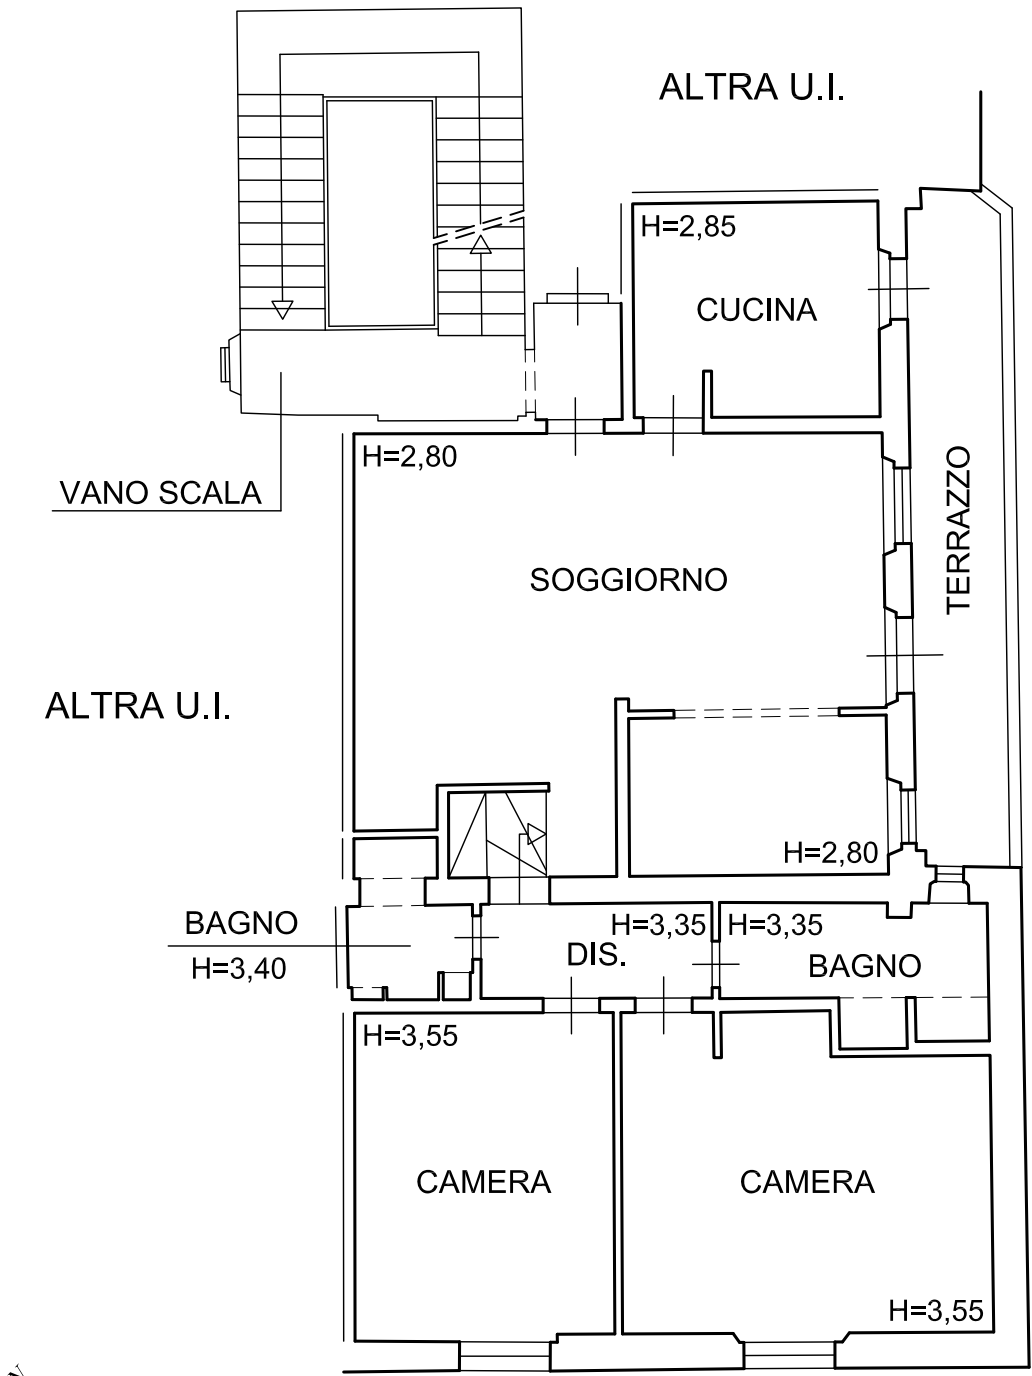 ALTRA U.I.
H=2,85
CUCINA
H=2,80
VANO SCALA
TERRAZZO
SOGGIORNO
ALTRA U.I.
H=2,80
BAGNO
H=3,40
H=3,35
H=3,35
DIS.
BAGNO
H=3,55
CAMERA
CAMERA
H=3,55